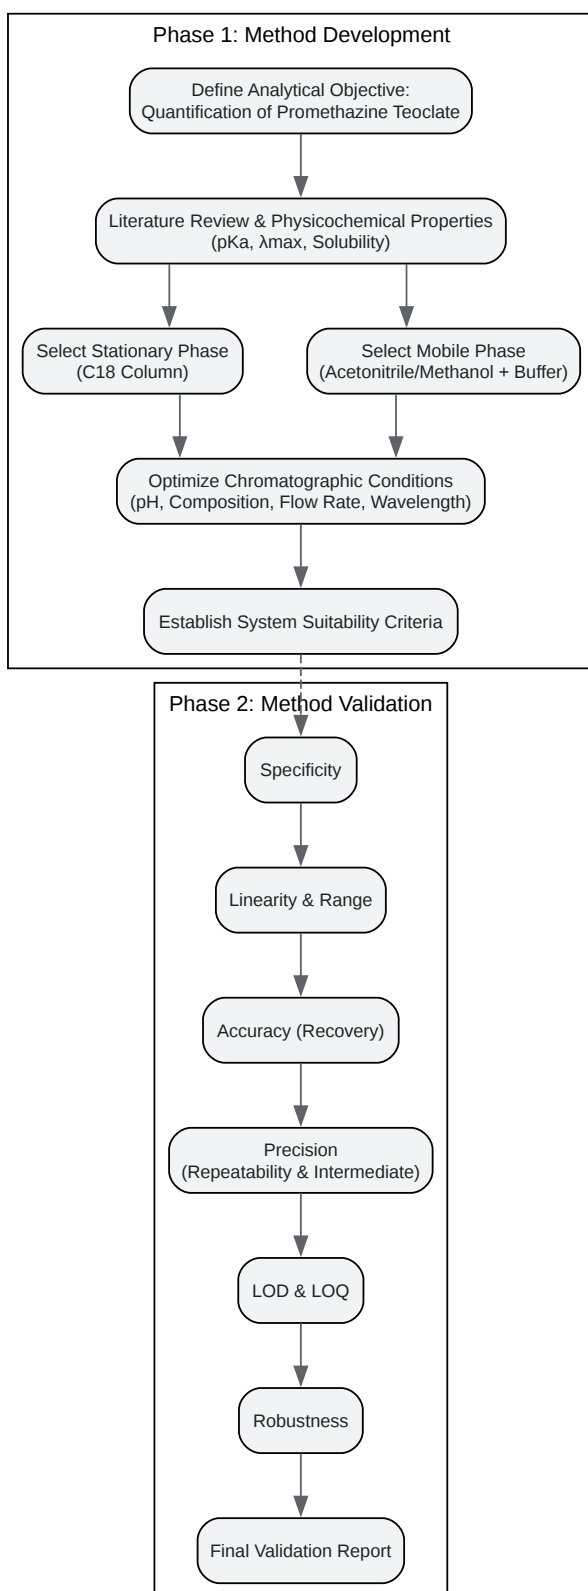 Phase 1: Method Development
Define Analytical Objective:
Quantification of Promethazine Teoclate
Literature Review & Physicochemical Properties
(pKa, λmax, Solubility)
Select Stationary Phase
(C18 Column)
Select Mobile Phase
(Acetonitrile/Methanol + Buffer)
Optimize Chromatographic Conditions
(pH, Composition, Flow Rate, Wavelength)
Establish System Suitability Criteria
Phase 2: Method Validation
Specificity
Linearity & Range
Accuracy (Recovery)
Precision
(Repeatability & Intermediate)
LOD & LOQ
Robustness
Final Validation Report